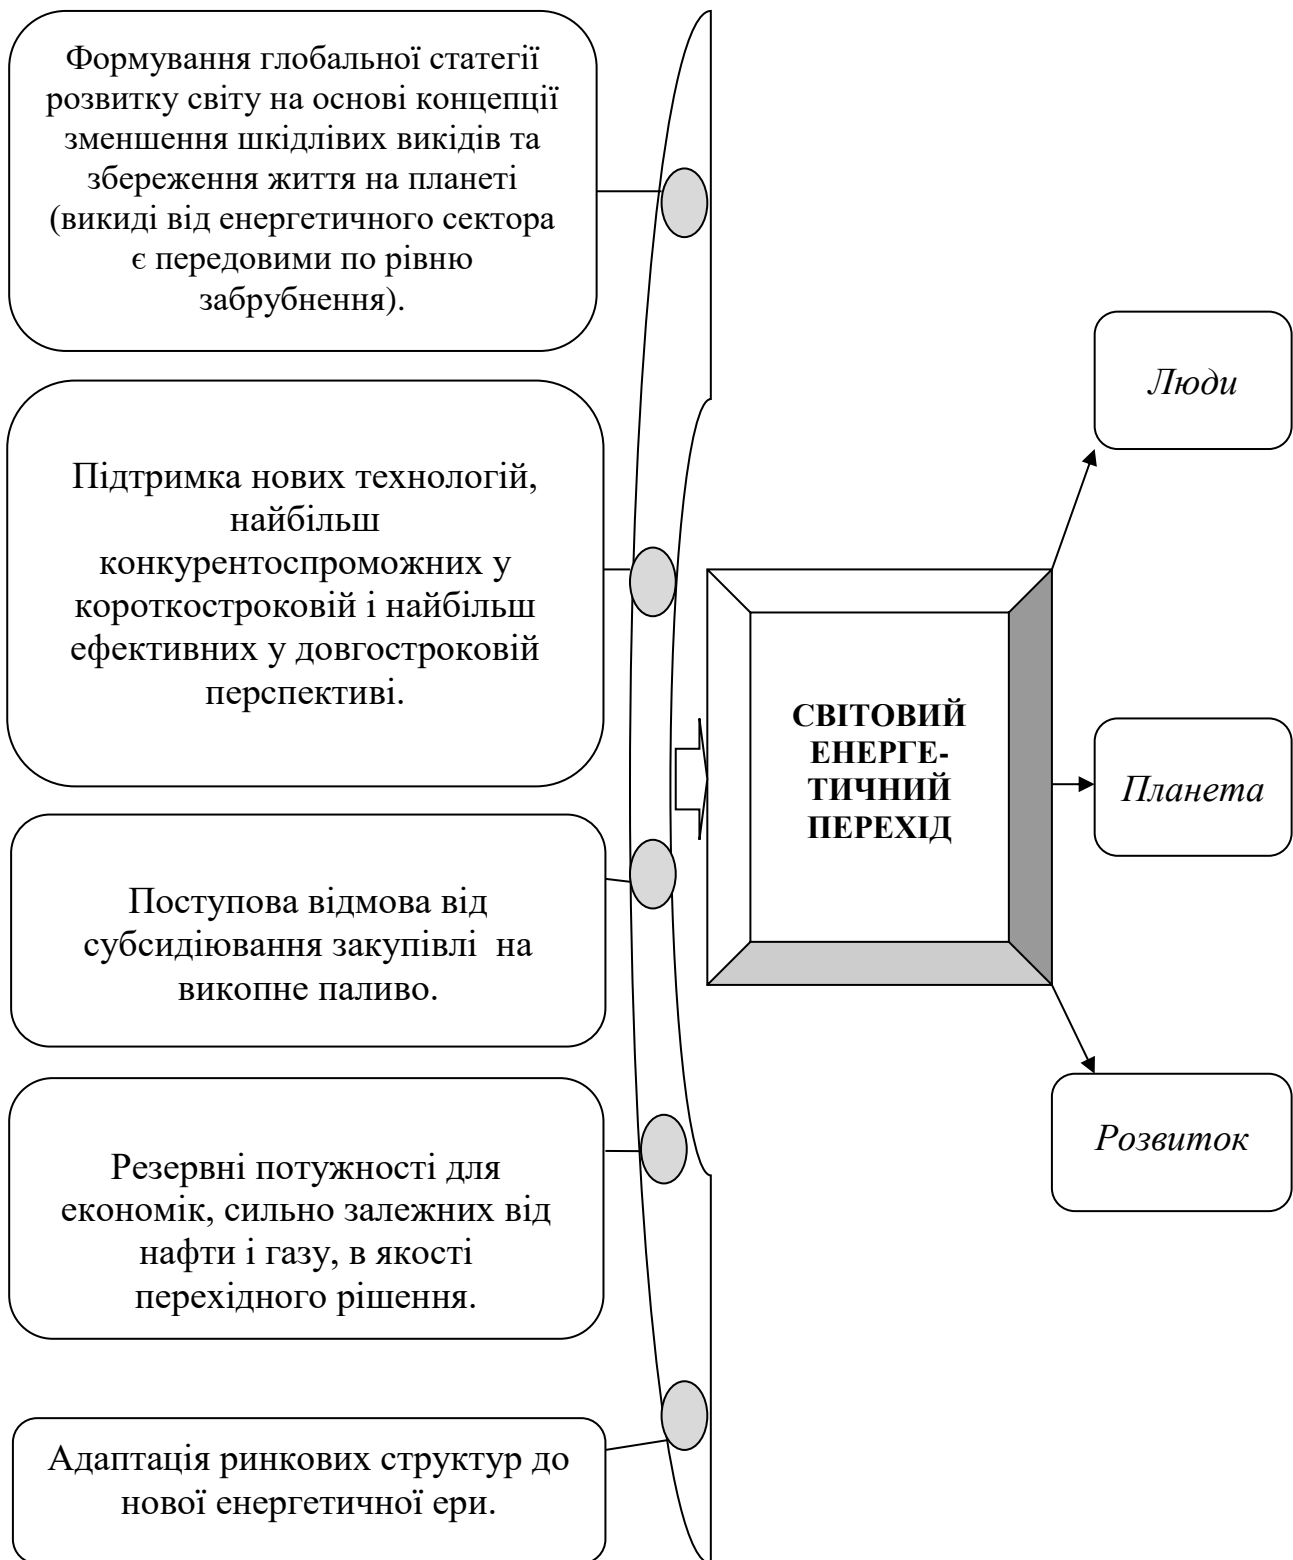 Формування глобальної статегії
розвитку світу на основі концепції
зменшення шкідлівих викідів та
збереження життя на планеті
(викиді від енергетичного сектора
є передовими по рівню
забрубнення).
Підтримка нових технологій,
найбільш
конкурентоспроможних у
короткостроковій і найбільш
ефективних у довгостроковій
перспективі.
Поступова відмова від
субсидіювання закупівлі на
викопне паливо.
Резервні потужності для
економік, сильно залежних від
нафти і газу, в якості
перехідного рішення.
Адаптація ринкових структур до
нової енергетичної ери.
СВІТОВИЙ
ЕНЕРГЕ-
ТИЧНИЙ
ПЕРЕХІД
Люди
Планета
Розвиток